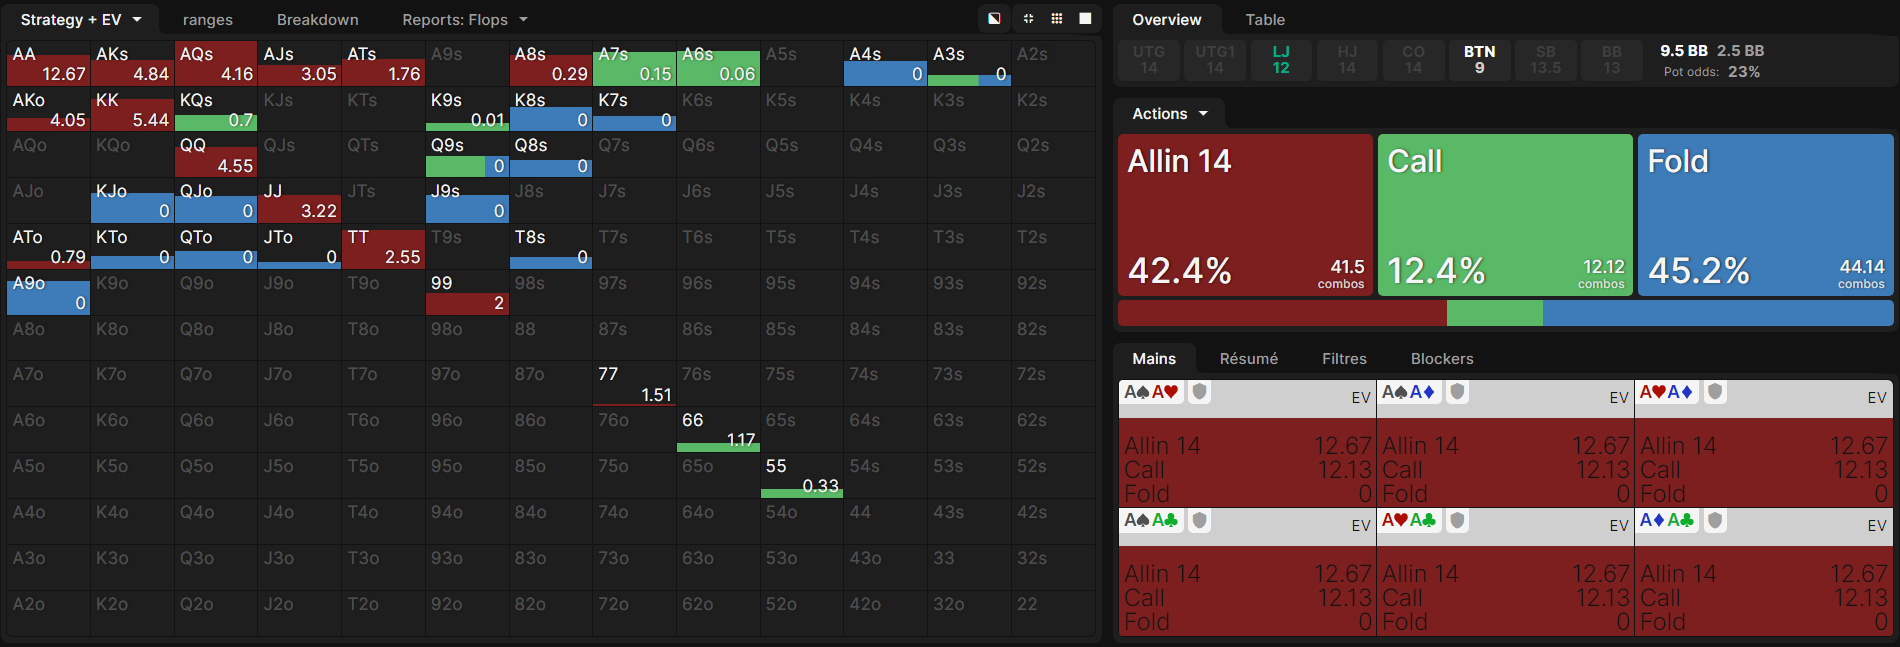 Strategy + EV ranges Breakdown Reports: Flops
AA AKs AQs AJs ATs A9s A8s A7s A6s A5s A4s A3s A2s
12.67 4.84 4.16 3.05 1.76 0.29 0.15 0.06 0 0
AKo KK KQs KJs KTs K9s K8s K7s K6s K5s K4s K3s K2s
4.05 5.44 0.7 0.01 0 0
AQo KQo QQ QJs QTs Q9s Q8s Q7s Q6s Q5s Q4s Q3s Q2s
4.55 0 0
AJo KJo QJo JJ JTs J9s J8s J7s J6s J5s J4s J3s J2s
0 0 3.22 0
ATo KTo QTo JTo TT T9s T8s T7s T6s T5s T4s T3s T2s
0.79 0 0 0 2.55 0
A9o K9o Q9o J9o T9o 99 98s 97s 96s 95s 94s 93s 92s
0 2
A8o K8o Q8o J8o T8o 98o 88 87s 86s 85s 84s 83s 82s
A7o K7o Q7o J7o T7o 97o 87o 77 76s 75s 74s 73s 72s
1.51
A6o K6o Q6o J6o T6o 96o 86o 76o 66 65s 64s 63s 62s
1.17
A5o K5o Q5o J5o T5o 95o 85o 75o 65o 55 54s 53s 52s
0.33
A4o K4o Q4o J4o T4o 94o 84o 74o 64o 54o 44 43s 42s
A3o K3o Q3o J3o T3o 93o 83o 73o 63o 53o 43o 33 32s
A2o K2o Q2o J2o T2o 92o 82o 72o 62o 52o 42o 32o 22
Overview Table
UTG UTG1 LJ HJ CO BTN SB BB 9.5 BB 2.5 BB
14 14 12 14 14 9 13.5 13 Pot odds: 23%
Actions
Allin 14 Call Fold
42.4% 41.5 combos 12.4% 12.12 combos 45.2% 44.14 combos
Mains Résumé Filtres Blockers
A♠A♥ EV A♠A♦ EV A♥A♦ EV
Allin 14 12.67 Allin 14 12.67 Allin 14 12.67
Call 12.13 Call 12.13 Call 12.13
Fold 0 Fold 0 Fold 0
A♠A♣ EV A♥A♣ EV A♦A♣ EV
Allin 14 12.67 Allin 14 12.67 Allin 14 12.67
Call 12.13 Call 12.13 Call 12.13
Fold 0 Fold 0 Fold 0